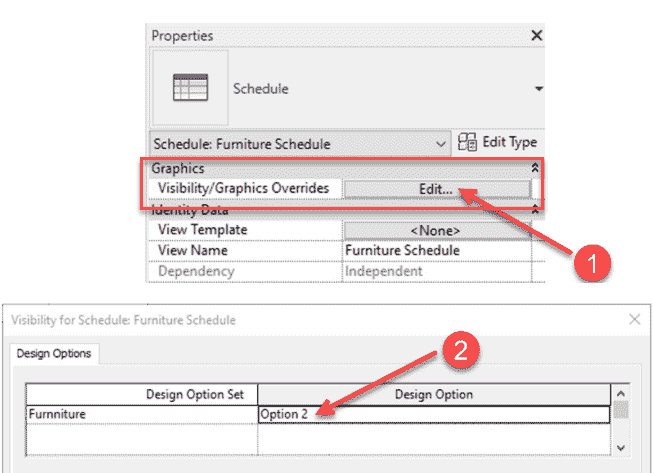 Properties
Schedule
Schedule: Furniture Schedule
Edit Type
Graphics
Visibility/Graphics Overrides Edit...
Identity Data
View Template <None>
View Name Furniture Schedule
Dependency Independent
1
Visibility for Schedule: Furniture Schedule
Design Options
2
Design Option Set Design Option
Furnniture Option 2